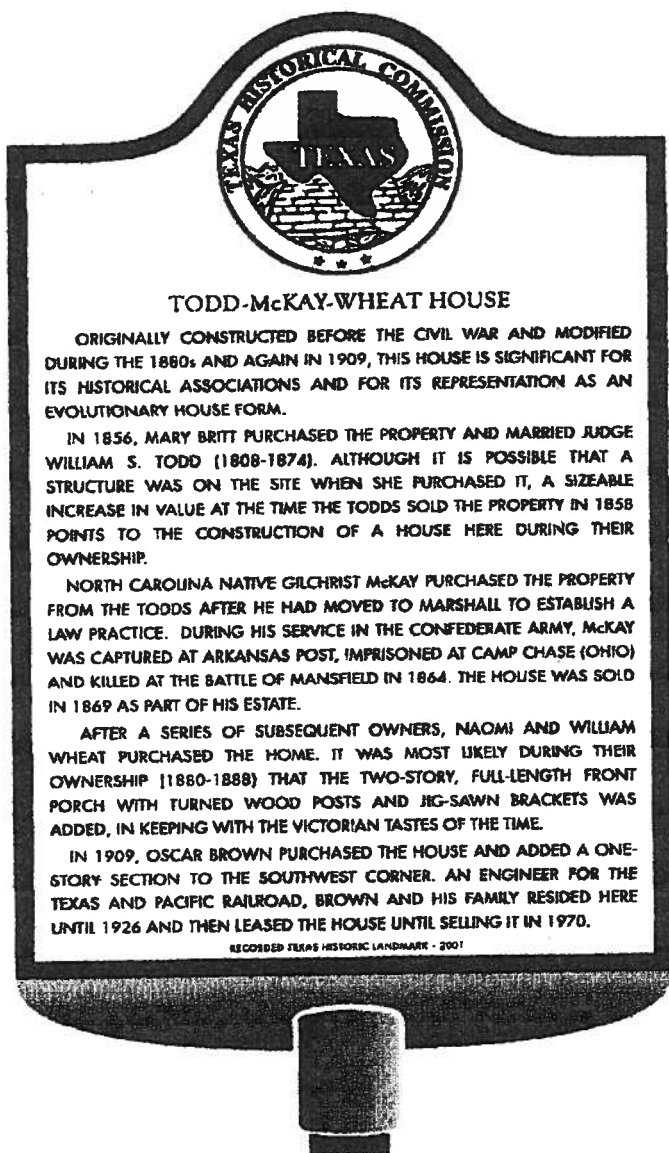 TEXAS HISTORICAL COMMISSION
TEXAS
TODD-McKAY-WHEAT HOUSE
ORIGINALLY CONSTRUCTED BEFORE THE CIVIL WAR AND MODIFIED
DURING THE 1880s AND AGAIN IN 1909, THIS HOUSE IS SIGNIFICANT FOR
ITS HISTORICAL ASSOCIATIONS AND FOR ITS REPRESENTATION AS AN
EVOLUTIONARY HOUSE FORM.
IN 1856, MARY BRITT PURCHASED THE PROPERTY AND MARRIED JUDGE
WILLIAM S. TODD (1808-1874). ALTHOUGH IT IS POSSIBLE THAT A
STRUCTURE WAS ON THE SITE WHEN SHE PURCHASED IT, A SIZEABLE
INCREASE IN VALUE AT THE TIME THE TODDS SOLD THE PROPERTY IN 1858
POINTS TO THE CONSTRUCTION OF A HOUSE HERE DURING THEIR
OWNERSHIP.
NORTH CAROLINA NATIVE GILCHRIST McKAY PURCHASED THE PROPERTY
FROM THE TODDS AFTER HE HAD MOVED TO MARSHALL TO ESTABLISH A
LAW PRACTICE. DURING HIS SERVICE IN THE CONFEDERATE ARMY, McKAY
WAS CAPTURED AT ARKANSAS POST, IMPRISONED AT CAMP CHASE (OHIO)
AND KILLED AT THE BATTLE OF MANSFIELD IN 1864. THE HOUSE WAS SOLD
IN 1869 AS PART OF HIS ESTATE.
AFTER A SERIES OF SUBSEQUENT OWNERS, NAOMI AND WILLIAM
WHEAT PURCHASED THE HOME. IT WAS MOST LIKELY DURING THEIR
OWNERSHIP (1880-1888) THAT THE TWO-STORY, FULL-LENGTH FRONT
PORCH WITH TURNED WOOD POSTS AND JIG-SAWN BRACKETS WAS
ADDED, IN KEEPING WITH THE VICTORIAN TASTES OF THE TIME.
IN 1909, OSCAR BROWN PURCHASED THE HOUSE AND ADDED A ONE-
STORY SECTION TO THE SOUTHWEST CORNER. AN ENGINEER FOR THE
TEXAS AND PACIFIC RAILROAD, BROWN AND HIS FAMILY RESIDED HERE
UNTIL 1926 AND THEN LEASED THE HOUSE UNTIL SELLING IT IN 1970.
RECORDED TEXAS HISTORIC LANDMARK - 2001